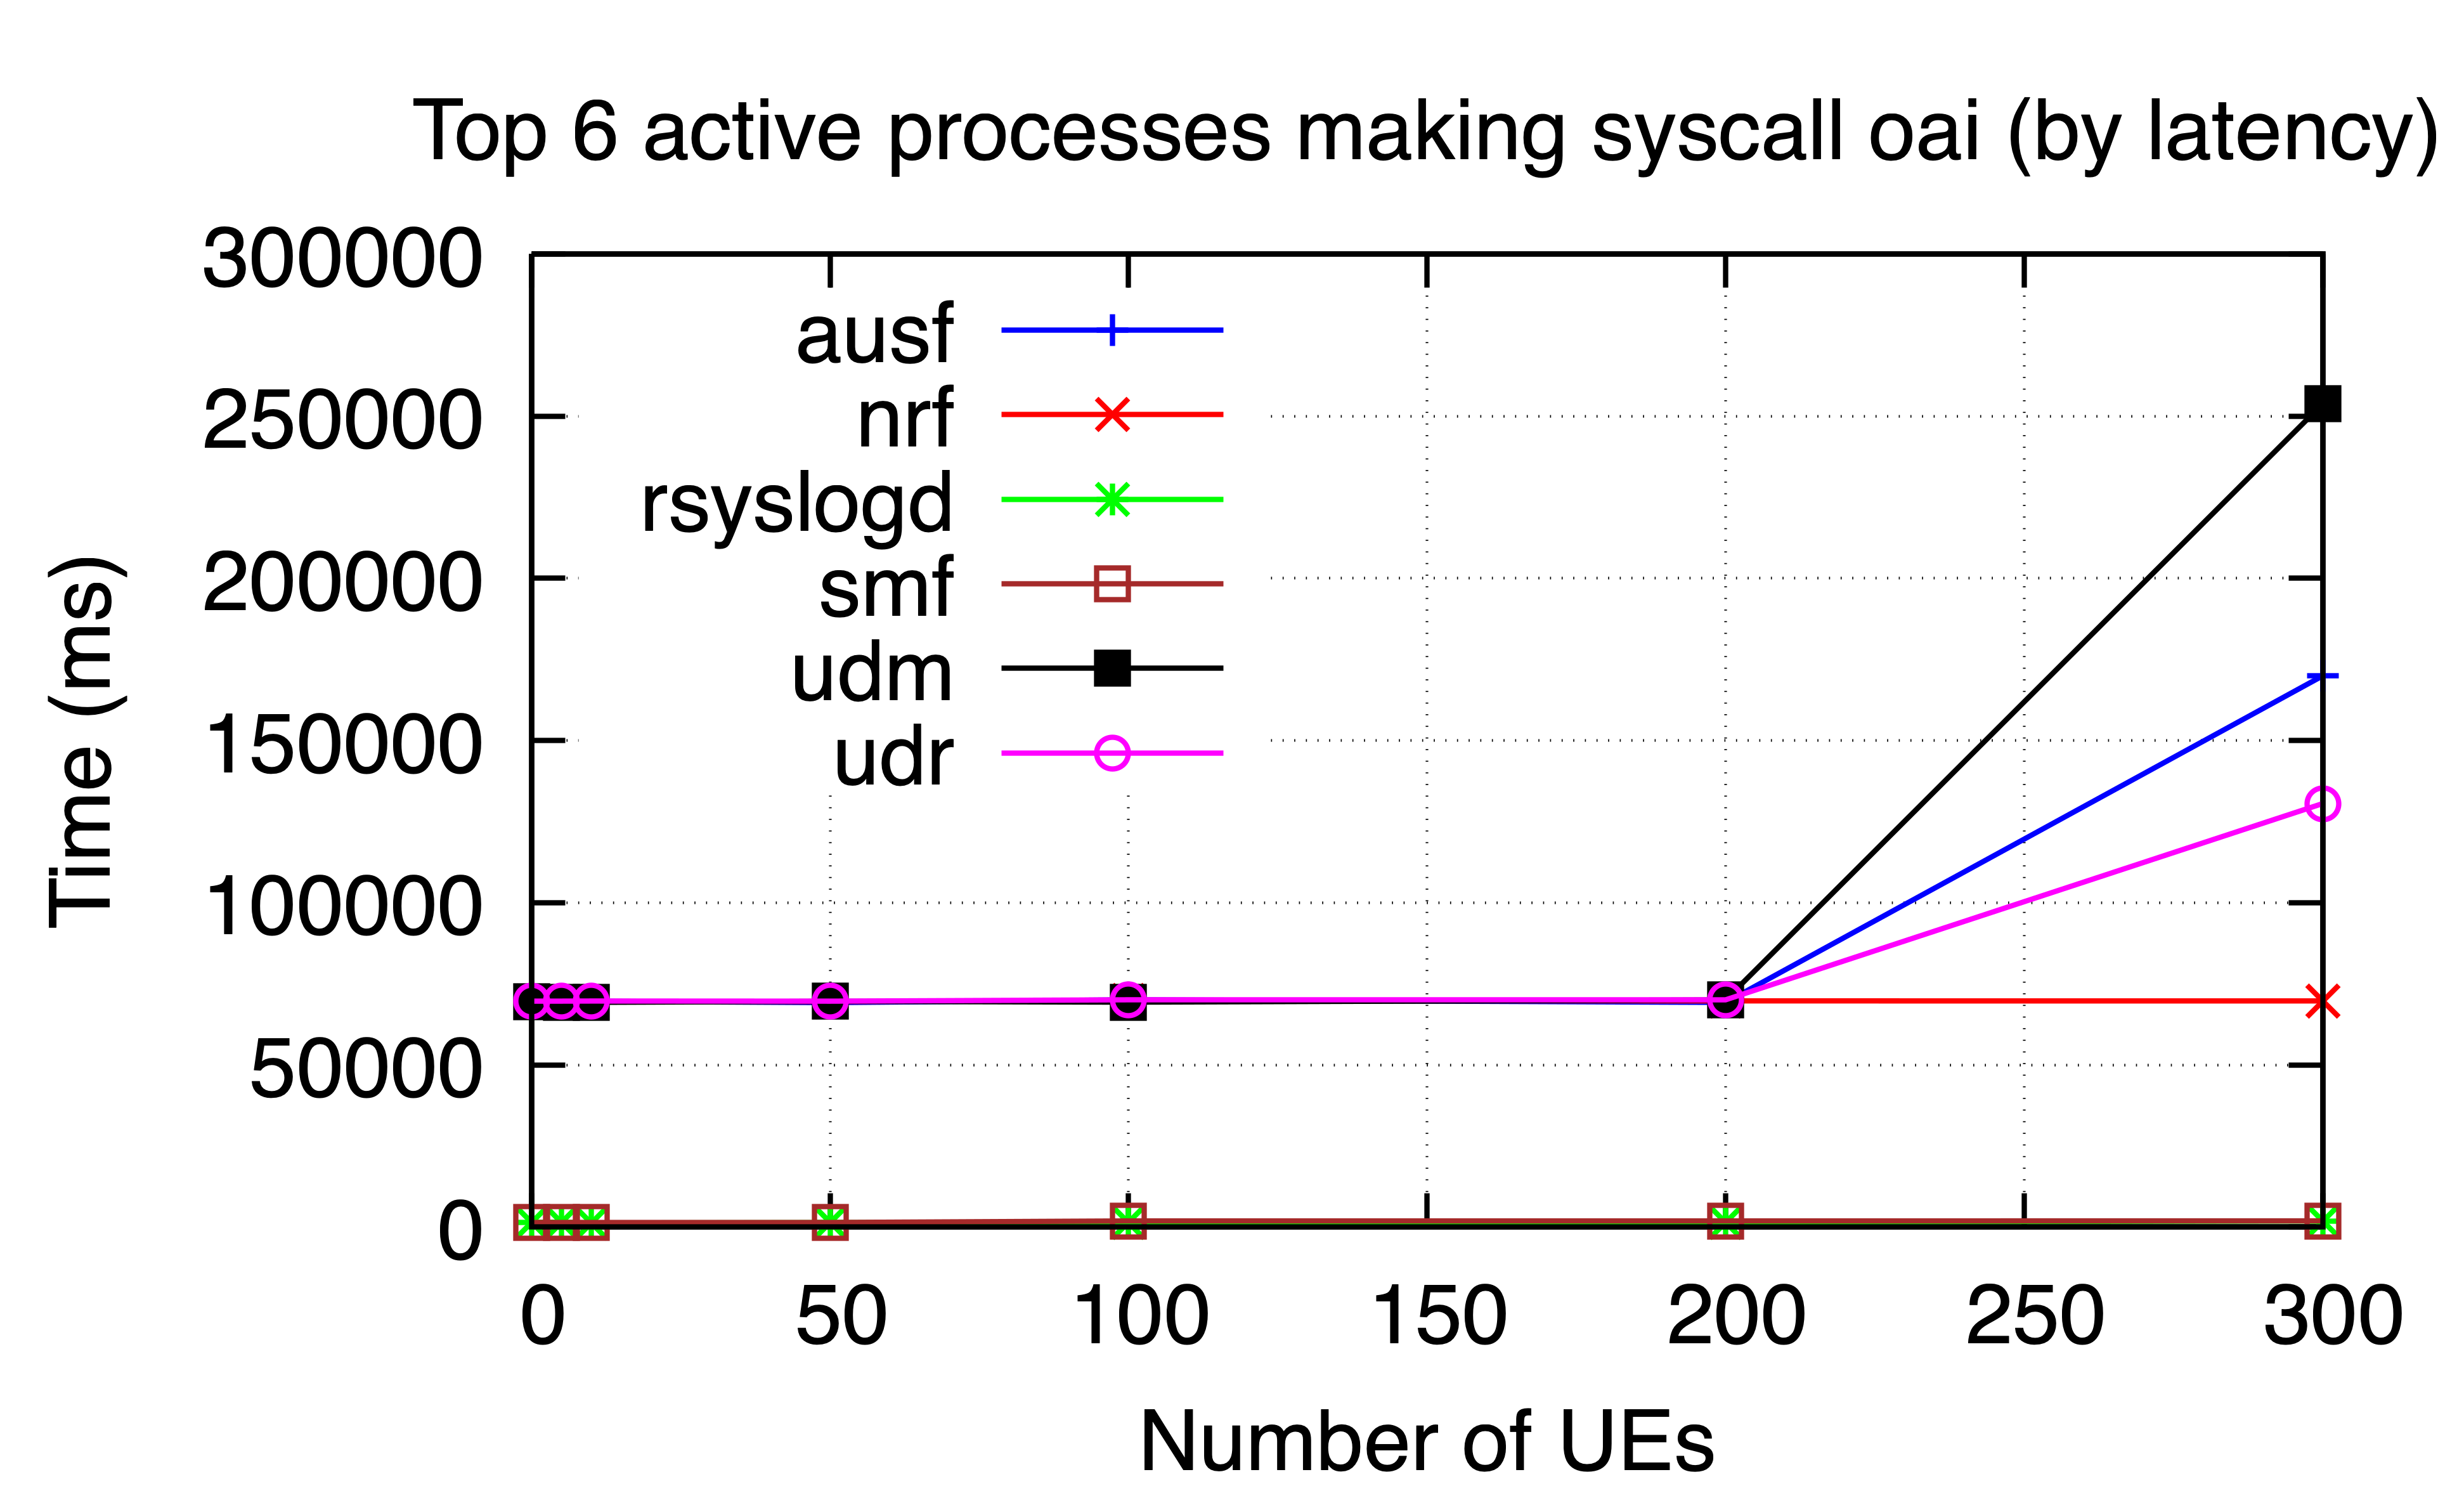 Top 6 active processes making syscall oai (by latency)
300000
250000
200000
150000
100000
50000
0
Time (ms)
ausf
nrf
rsyslogd
smf
udm
udr
0 50 100 150 200 250 300
Number of UEs